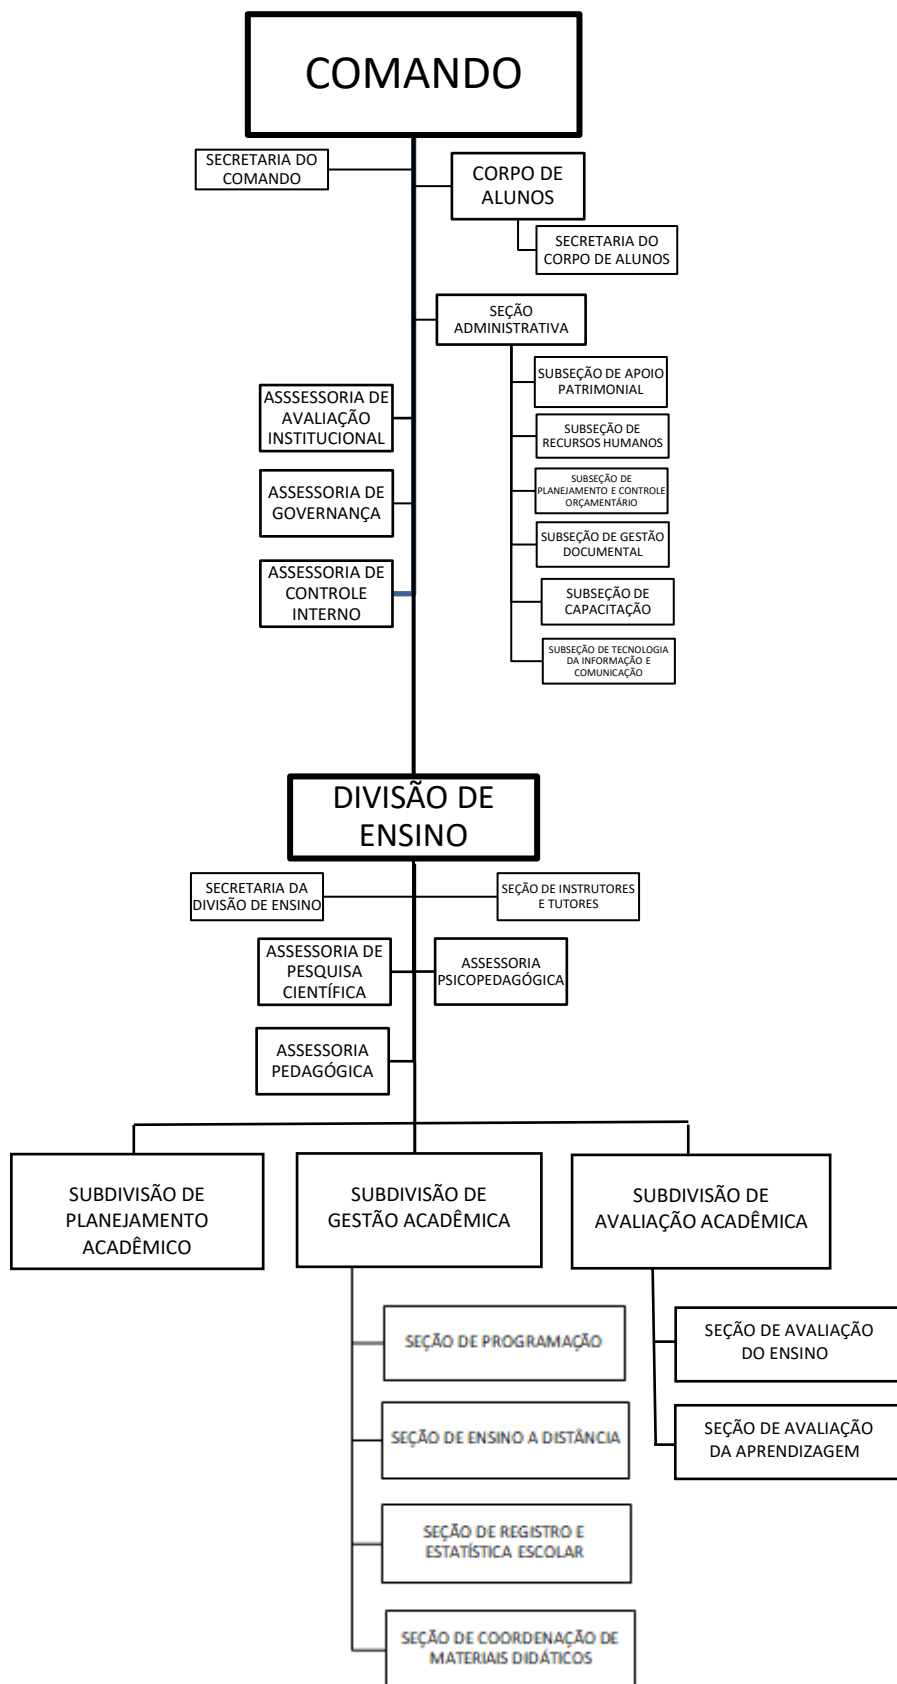 COMANDO
SECRETARIA DO
COMANDO
CORPO DE
ALUNOS
SECRETARIA DO
CORPO DE ALUNOS
SEÇÃO
ADMINISTRATIVA
SUBSEÇÃO DE APOIO
PATRIMONIAL
ASSSESSORIA DE
AVALIAÇÃO
INSTITUCIONAL
SUBSEÇÃO DE
RECURSOS HUMANOS
ASSESSORIA DE
GOVERNANÇA
SUBSEÇÃO DE
PLANEJAMENTO E CONTROLE
ORÇAMENTÁRIO
SUBSEÇÃO DE GESTÃO
DOCUMENTAL
ASSESSORIA DE
CONTROLE
INTERNO
SUBSEÇÃO DE
CAPACITAÇÃO
SUBSEÇÃO DE TECNOLOGIA
DA INFORMAÇÃO E
COMUNICAÇÃO
DIVISÃO DE
ENSINO
SECRETARIA DA
DIVISÃO DE ENSINO
SEÇÃO DE INSTRUTORES
E TUTORES
ASSESSORIA DE
PESQUISA
CIENTÍFICA
ASSESSORIA
PSICOPEDAGÓGICA
ASSESSORIA
PEDAGÓGICA
SUBDIVISÃO DE
PLANEJAMENTO
ACADÊMICO
SUBDIVISÃO DE
GESTÃO ACADÊMICA
SUBDIVISÃO DE
AVALIAÇÃO ACADÊMICA
SEÇÃO DE PROGRAMAÇÃO
SEÇÃO DE ENSINO A DISTÂNCIA
SEÇÃO DE REGISTRO E
ESTATÍSTICA ESCOLAR
SEÇÃO DE COORDENAÇÃO DE
MATERIAIS DIDÁTICOS
SEÇÃO DE AVALIAÇÃO
DO ENSINO
SEÇÃO DE AVALIAÇÃO
DA APRENDIZAGEM